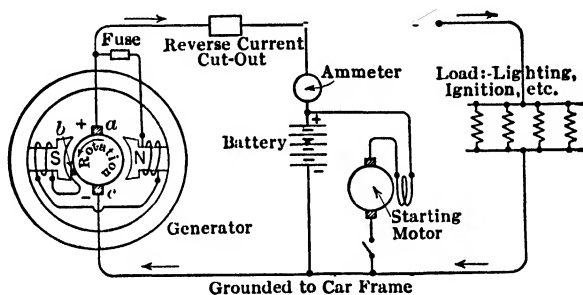 Fuse
Reverse Current
Cut-Out
Ammeter
Load:-Lighting,
Ignition, etc.
b + a
S Rotation N
- c
Generator
+
Battery
-
Starting
Motor
Grounded to Car Frame